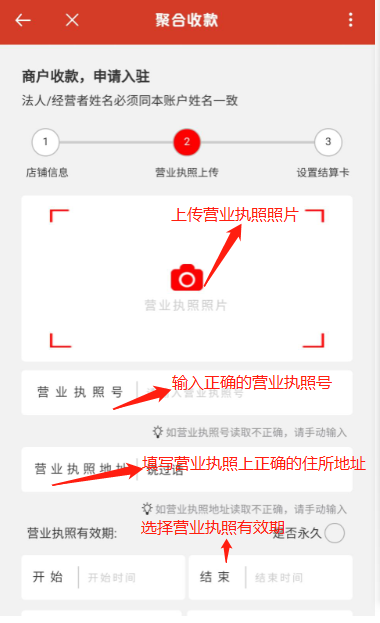 聚合收款
商户收款，申请入驻
法人/经营者姓名必须同本账户姓名一致
1 2 3
店铺信息 营业执照上传 设置结算卡
上传营业执照照片
营业执照照片
营业执照号 输入正确的营业执照号
如营业执照号读取不正确，请手动输入
营业执照地址 填写营业执照上正确的住所地址
如营业执照地址读取不正确，请手动输入
选择营业执照有效期
营业执照有效期: 是否永久
开始 开始时间 结束 结束时间